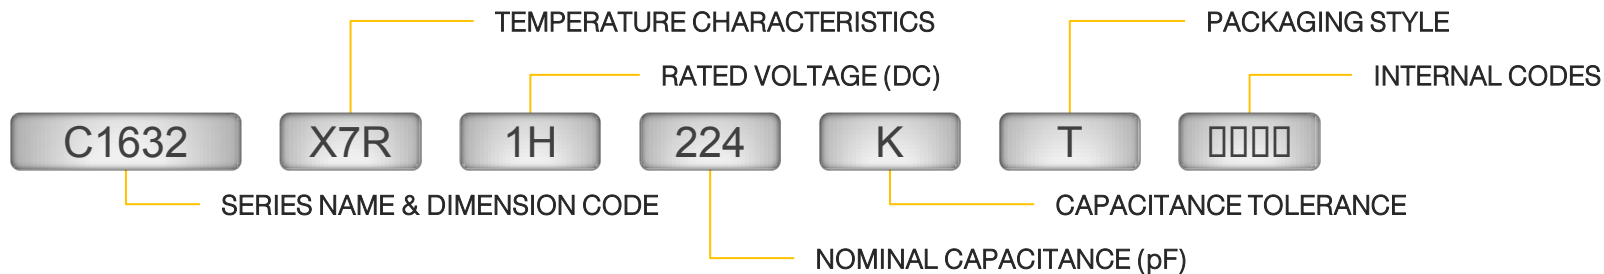 TEMPERATURE CHARACTERISTICS
PACKAGING STYLE
RATED VOLTAGE (DC)
INTERNAL CODES
C1632 X7R 1H 224 K T ▯▯▯▯
SERIES NAME & DIMENSION CODE
CAPACITANCE TOLERANCE
NOMINAL CAPACITANCE (pF)